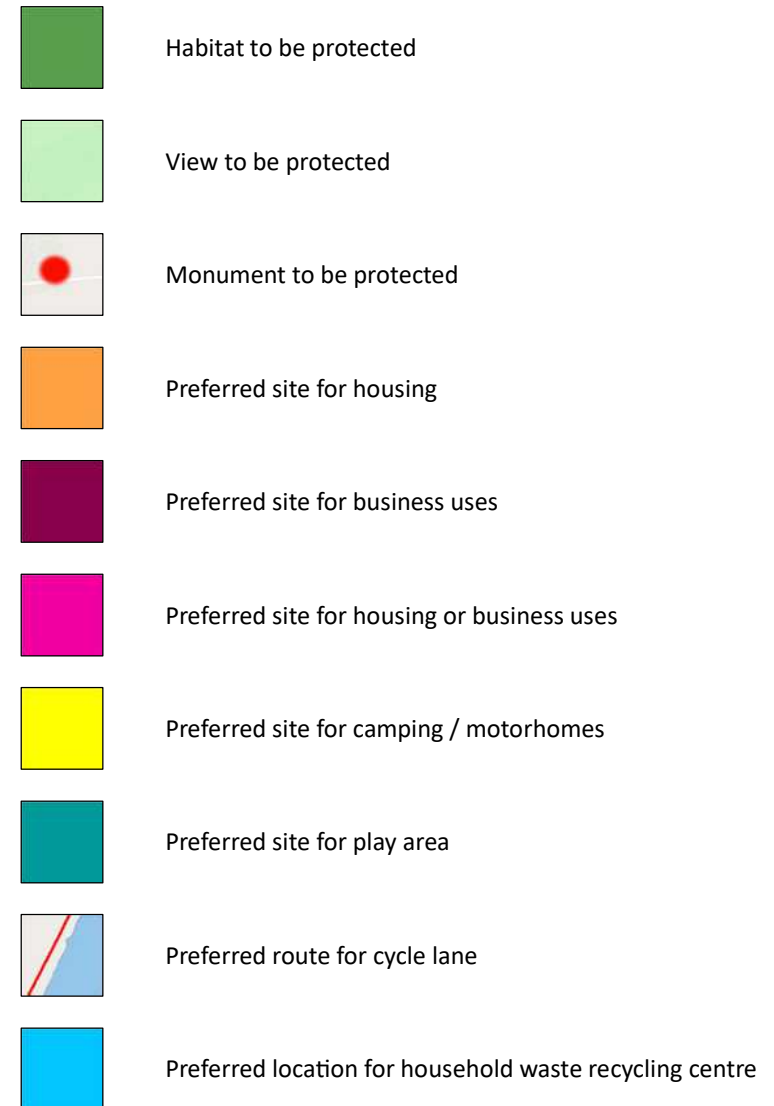 Habitat to be protected
View to be protected
Monument to be protected
Preferred site for housing
Preferred site for business uses
Preferred site for housing or business uses
Preferred site for camping / motorhomes
Preferred site for play area
Preferred route for cycle lane
Preferred location for household waste recycling centre